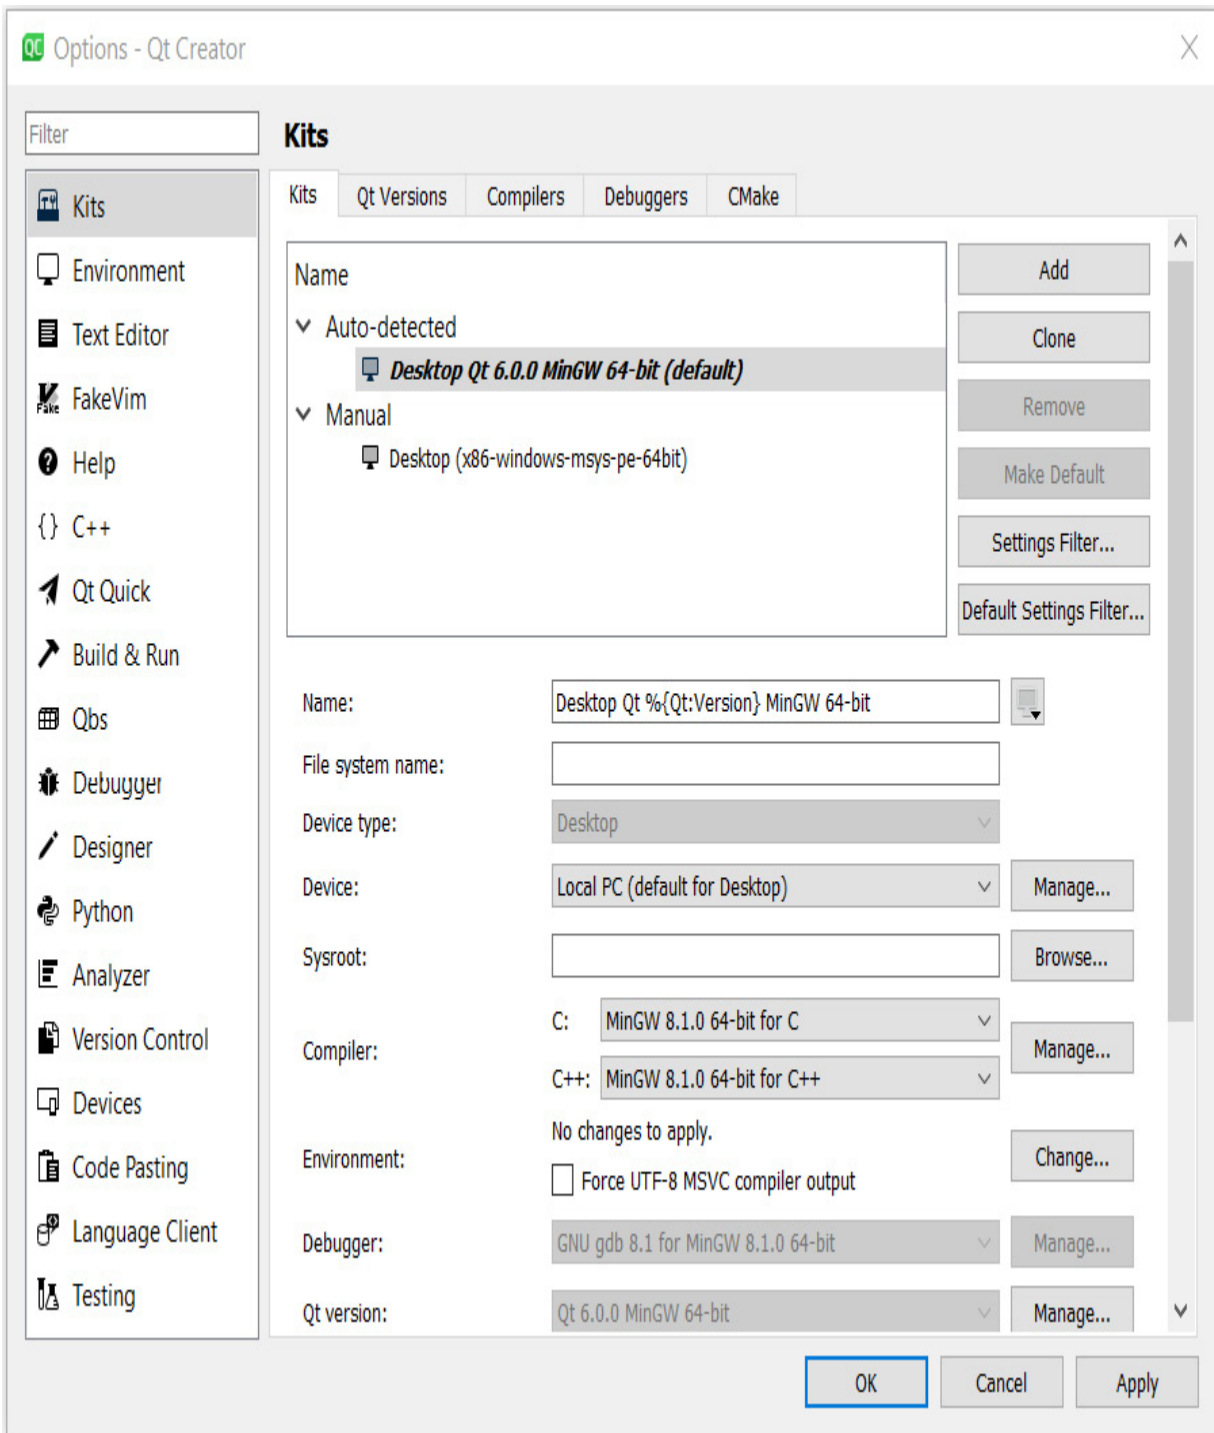 QC Options - Qt Creator
Filter
Kits
Environment
Text Editor
FakeVim
Help
C++
Qt Quick
Build & Run
Qbs
Debugger
Designer
Python
Analyzer
Version Control
Devices
Code Pasting
Language Client
Testing
Kits
Kits Qt Versions Compilers Debuggers CMake
Name
Auto-detected
Desktop Qt 6.0.0 MinGW 64-bit (default)
Manual
Desktop (x86-windows-msys-pe-64bit)
Add
Clone
Remove
Make Default
Settings Filter...
Default Settings Filter...
Name: Desktop Qt %{Qt:Version} MinGW 64-bit
File system name:
Device type: Desktop
Device: Local PC (default for Desktop) Manage...
Sysroot: Browse...
Compiler: C: MinGW 8.1.0 64-bit for C Manage...
C++: MinGW 8.1.0 64-bit for C++
Environment: No changes to apply. Change...
Force UTF-8 MSVC compiler output
Debugger: GNU gdb 8.1 for MinGW 8.1.0 64-bit Manage...
Qt version: Qt 6.0.0 MinGW 64-bit Manage...
OK Cancel Apply